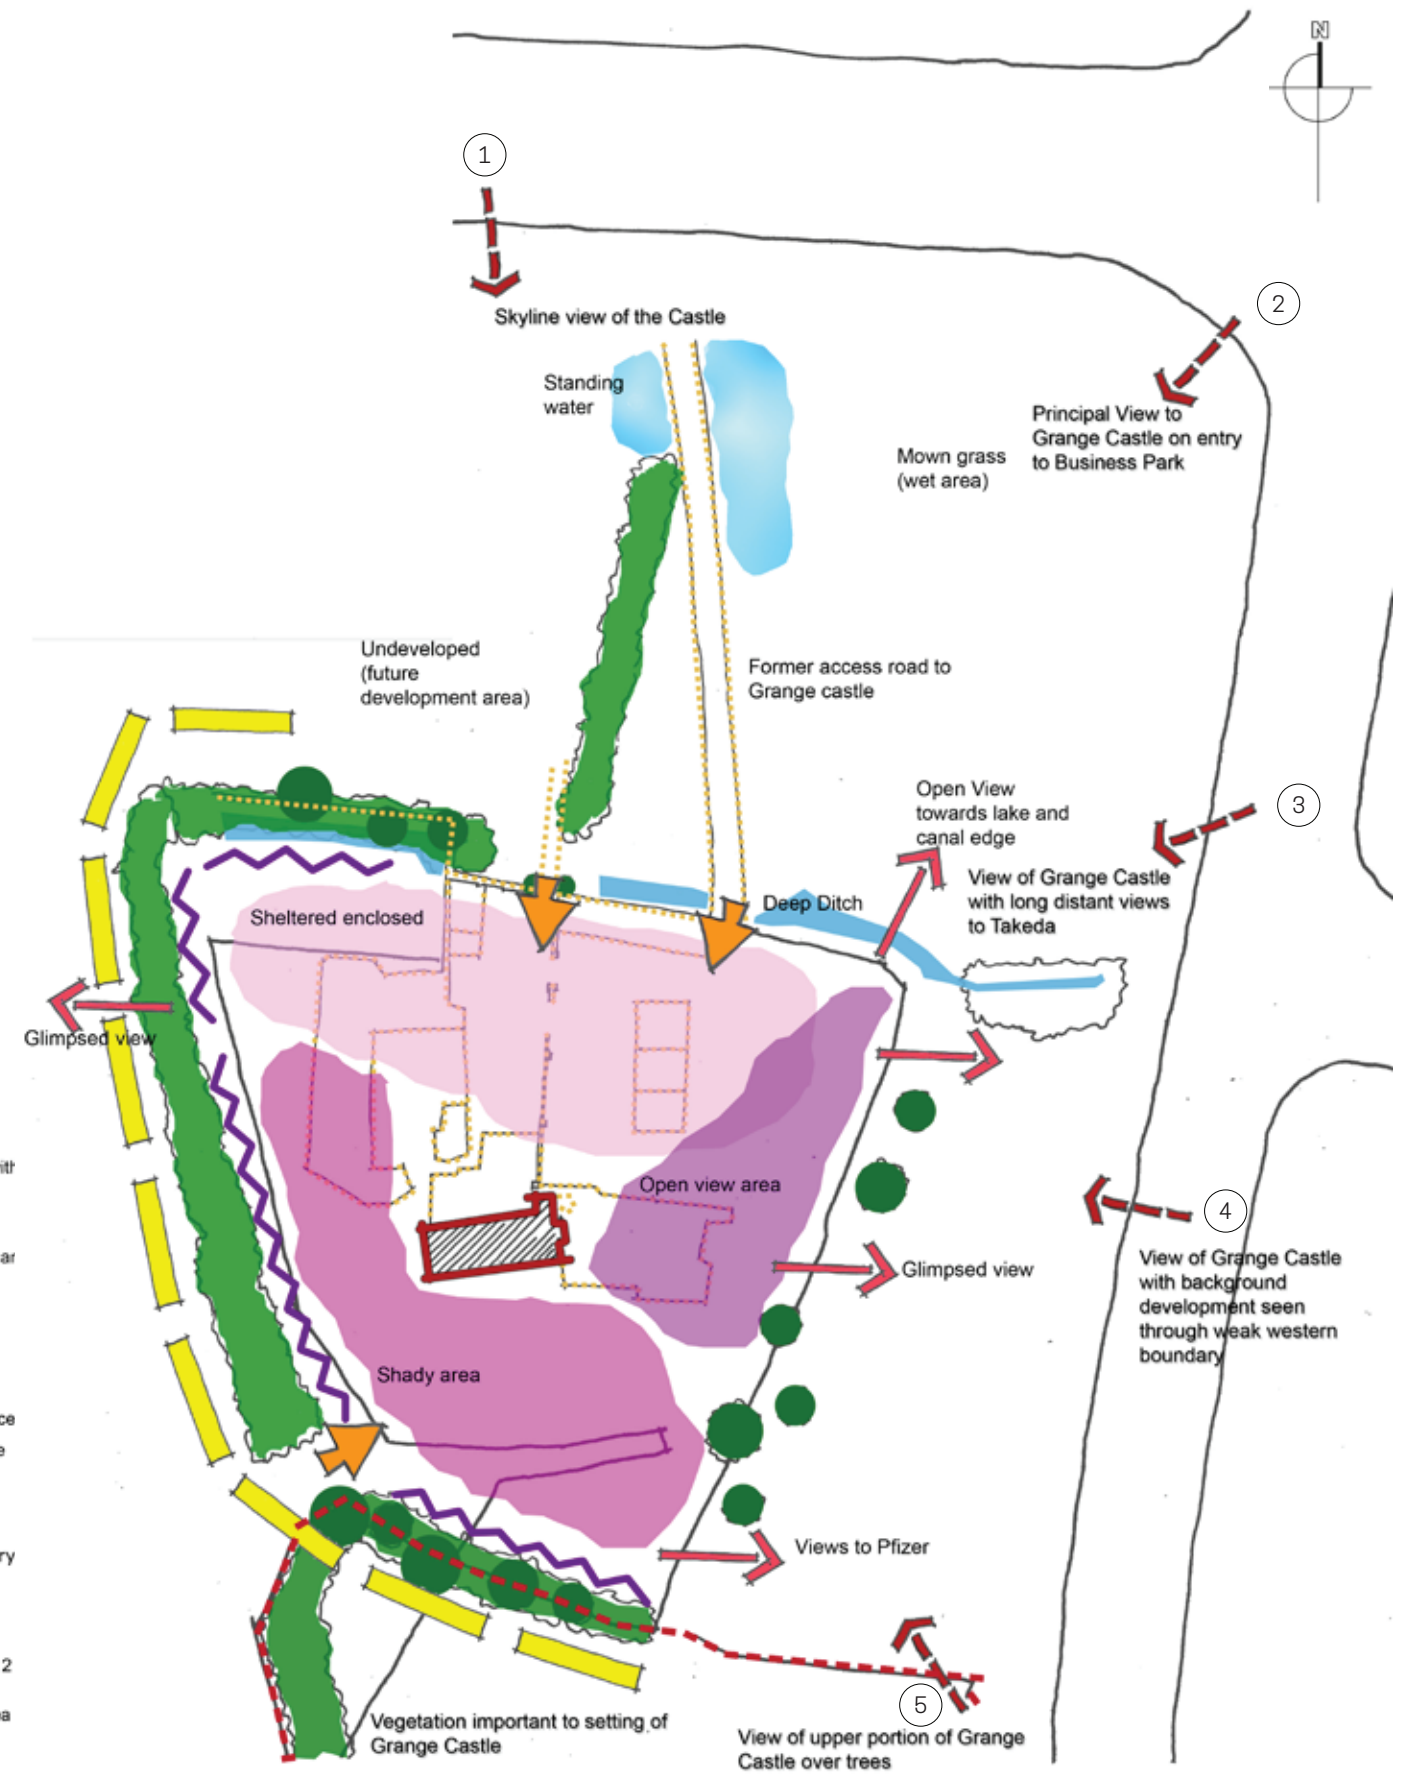 N
1
Skyline view of the Castle
2
Standing
water
Principal View to
Grange Castle on entry
to Business Park
Mown grass
(wet area)
Undeveloped
(future
development area)
Former access road to
Grange castle
Open View
towards lake and
canal edge
3
View of Grange Castle
with long distant views
to Takeda
Deep Ditch
Sheltered enclosed
Glimpsed view
Open view area
4
View of Grange Castle
with background
development seen
through weak western
boundary
Glimpsed view
Shady area
Views to Pfizer
5
Vegetation important to setting of
Grange Castle
View of upper portion of Grange
Castle over trees
2